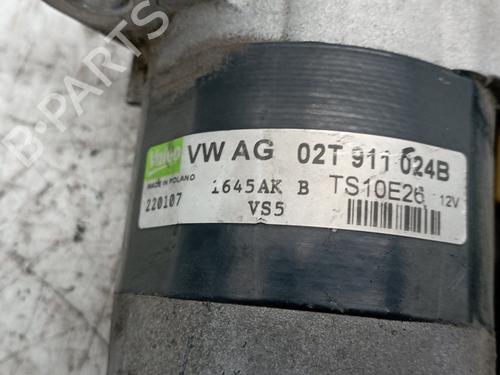 Valeo VW AG 02T 911 024B
MADE IN POLAND 1645AK B TS10E26 12V
220107 VS5
B-PARTS